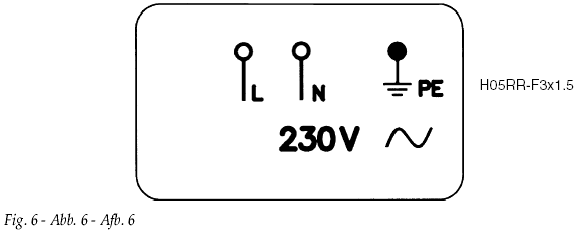 L N PE
H05RR-F3x1.5
230V
Fig. 6 - Abb. 6 - Afb. 6